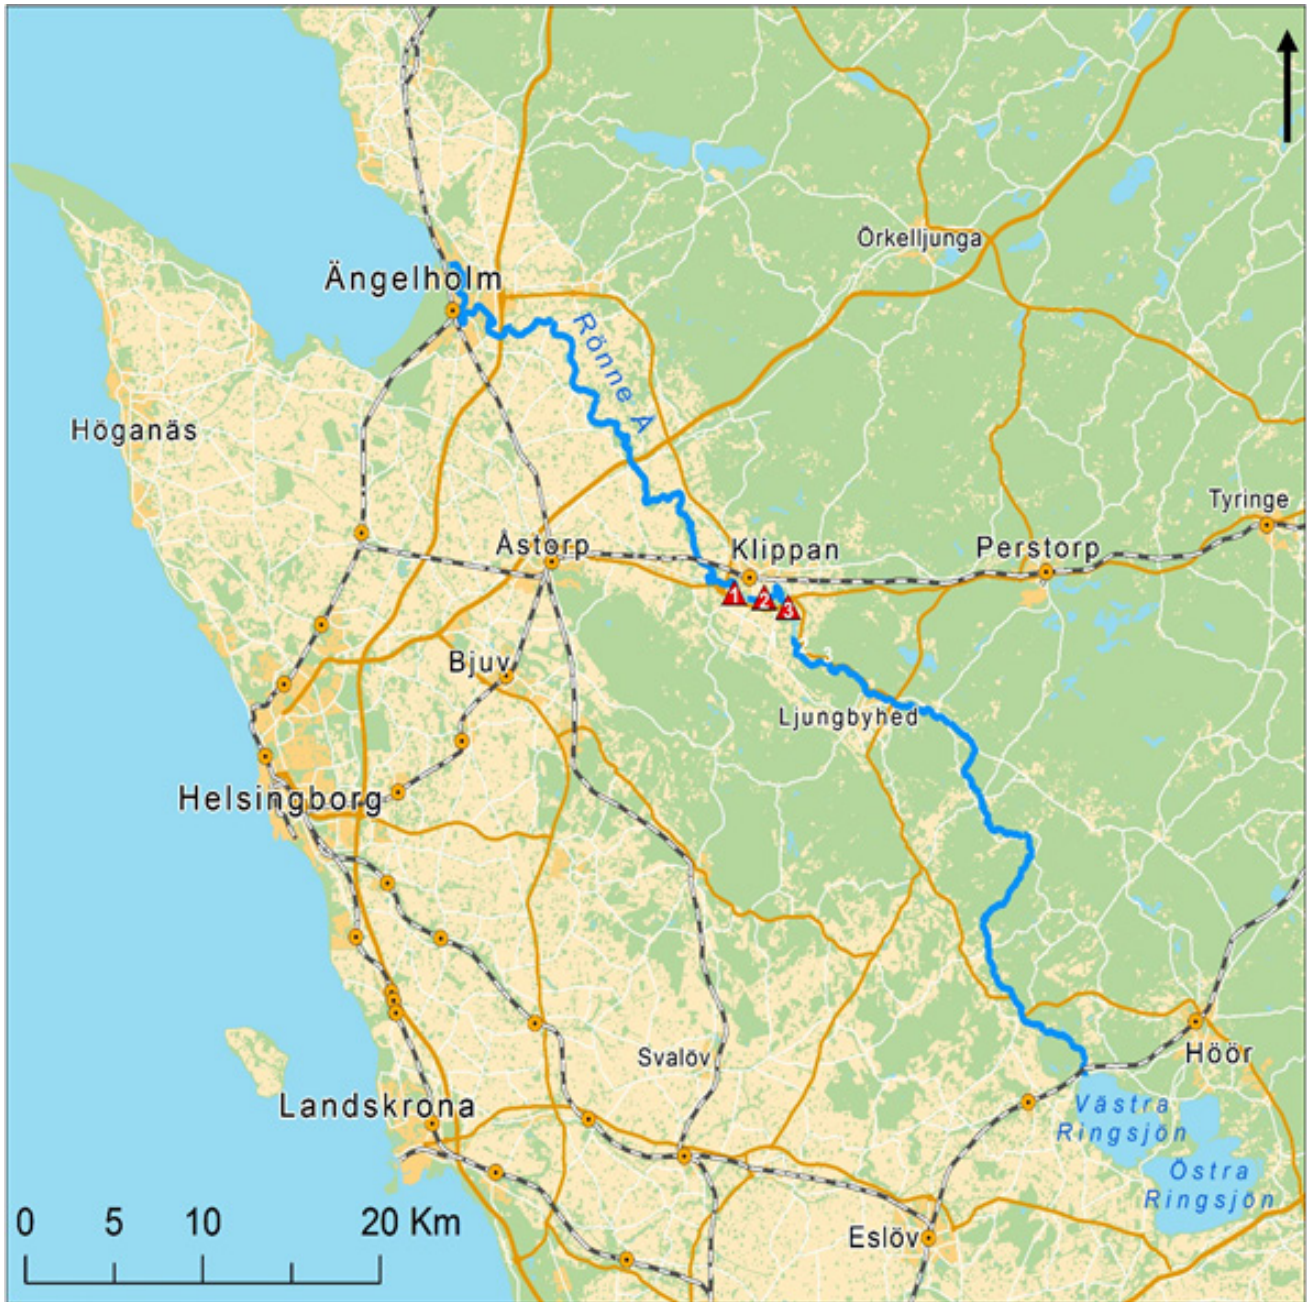 Örkelljunga
Ängelholm
Rönne Å
Höganäs
Tyringe
Åstorp
Klippan
Perstorp
1
2
3
Bjuv
Ljungbyhed
Helsingborg
Svalöv
Höör
Landskrona
Västra
Ringsjön
Östra
Ringsjön
0 5 10 20 Km
Eslöv